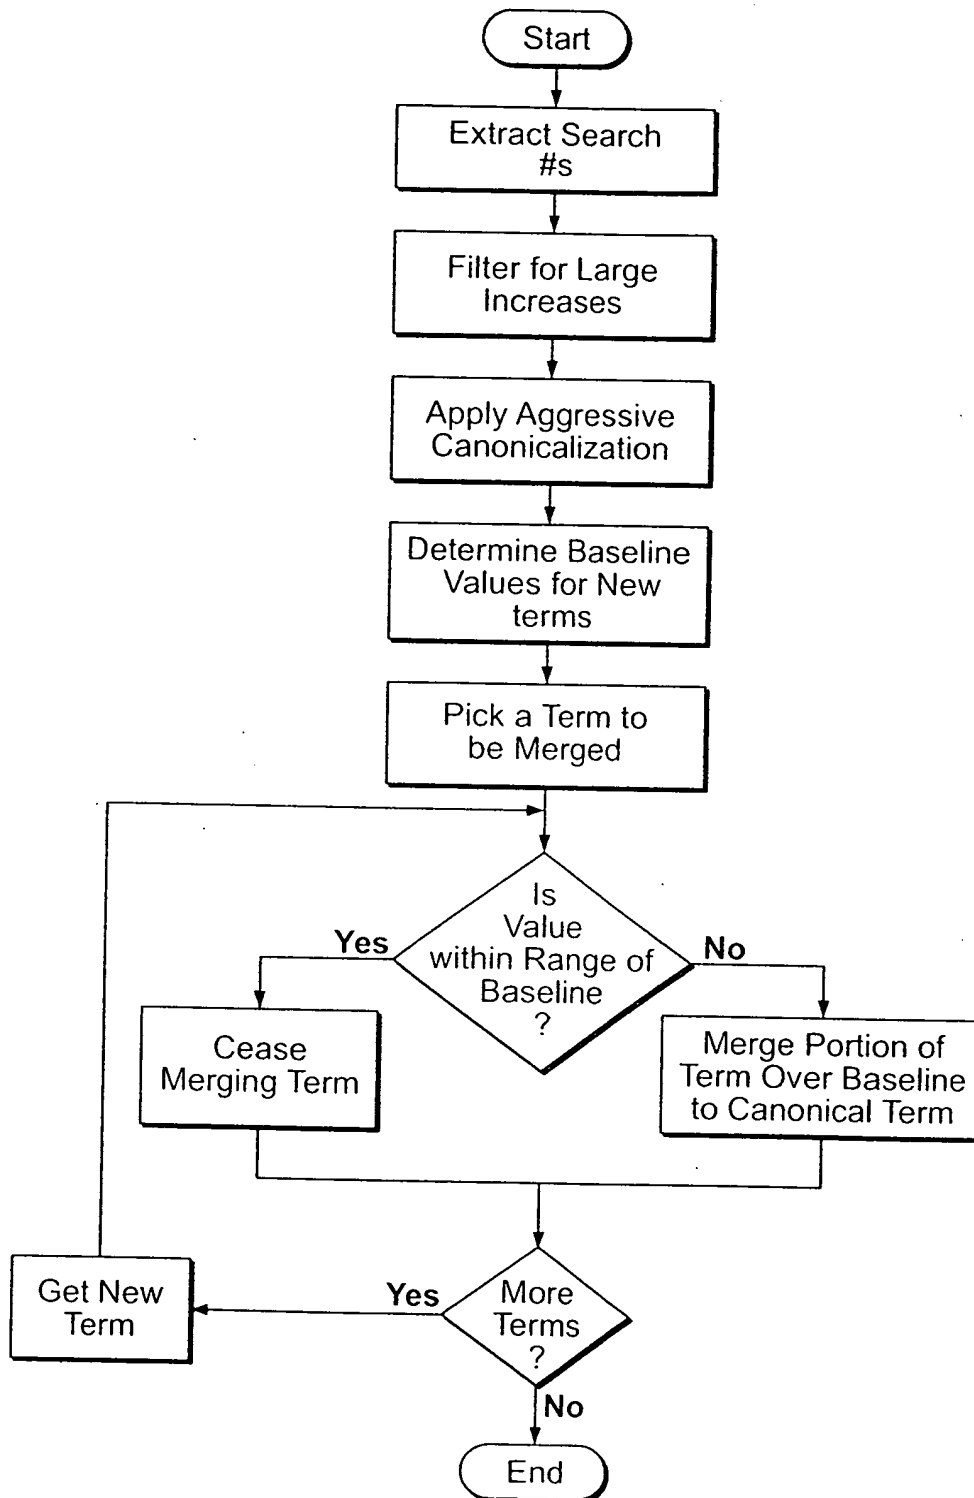 Start
Extract Search
#s
Filter for Large
Increases
Apply Aggressive
Canonicalization
Determine Baseline
Values for New
terms
Pick a Term to
be Merged
Is
Value
within Range of
Baseline
?
Yes
No
Cease
Merging Term
Merge Portion of
Term Over Baseline
to Canonical Term
Get New
Term
Yes
More
Terms
?
No
End